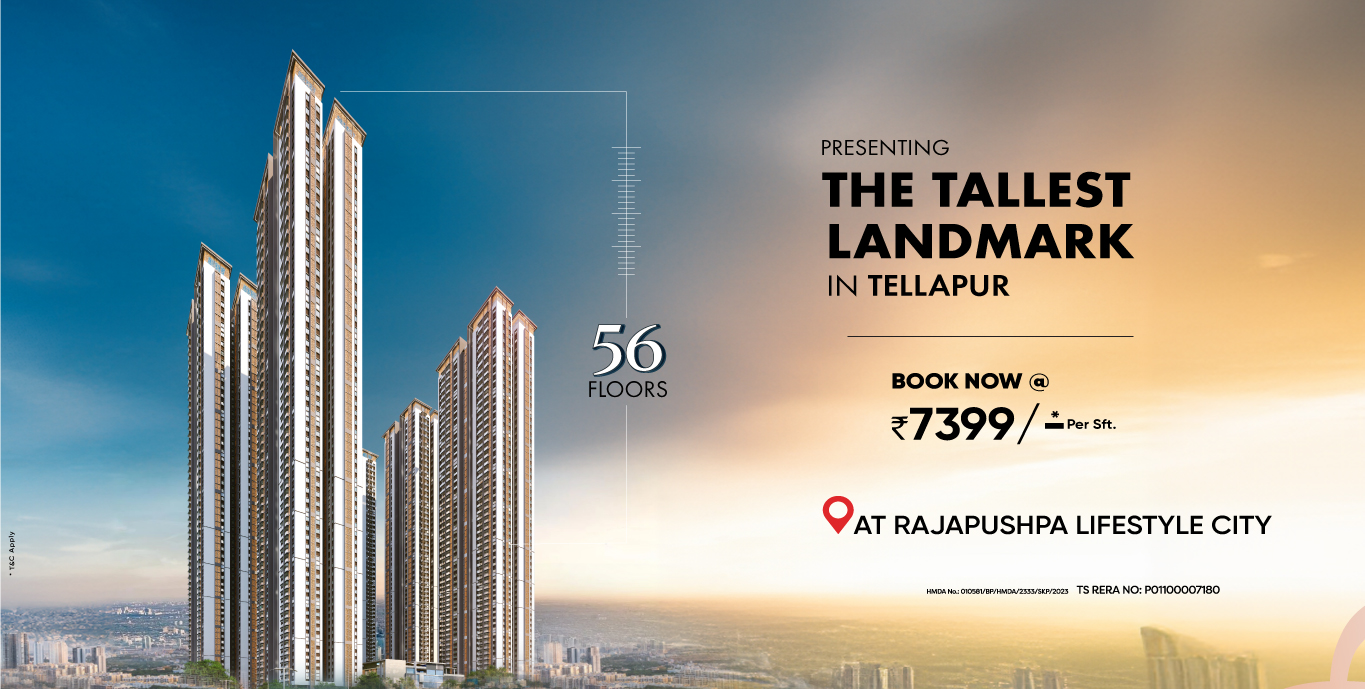 PRESENTING
THE TALLEST
LANDMARK
IN TELLAPUR
56
FLOORS
BOOK NOW @
₹7399/-* Per Sft.
AT RAJAPUSHPA LIFESTYLE CITY
HMDA No.: 010581/BP/HMDA/2333/SKP/2023 TS RERA NO: P01100007180
* T&C Apply